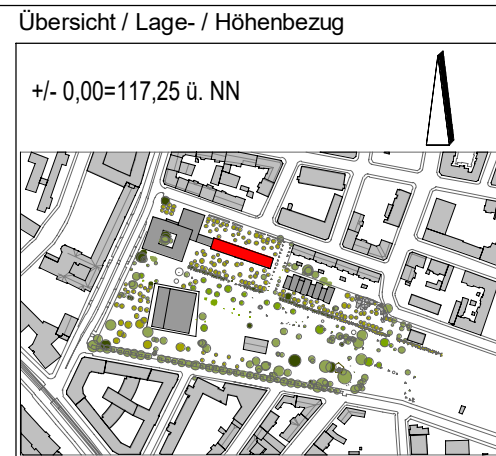 Übersicht / Lage- / Höhenbezug
+/- 0,00=117,25 ü. NN